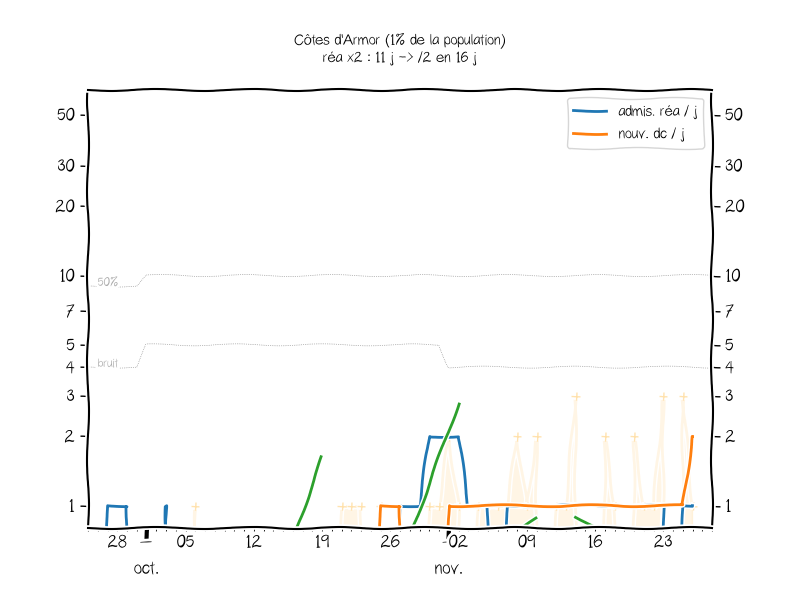 Côtes d'Armor (1% de la population)
réa x2 : 11 j -> /2 en 16 j
admis. réa / j
nouv. dc / j
50 50
30 30
20 20
10 10
50%
7 7
5 5
bruit
4 4
3 3
2 2
1 1
28 05 12 19 26 02 09 16 23
oct. nov.